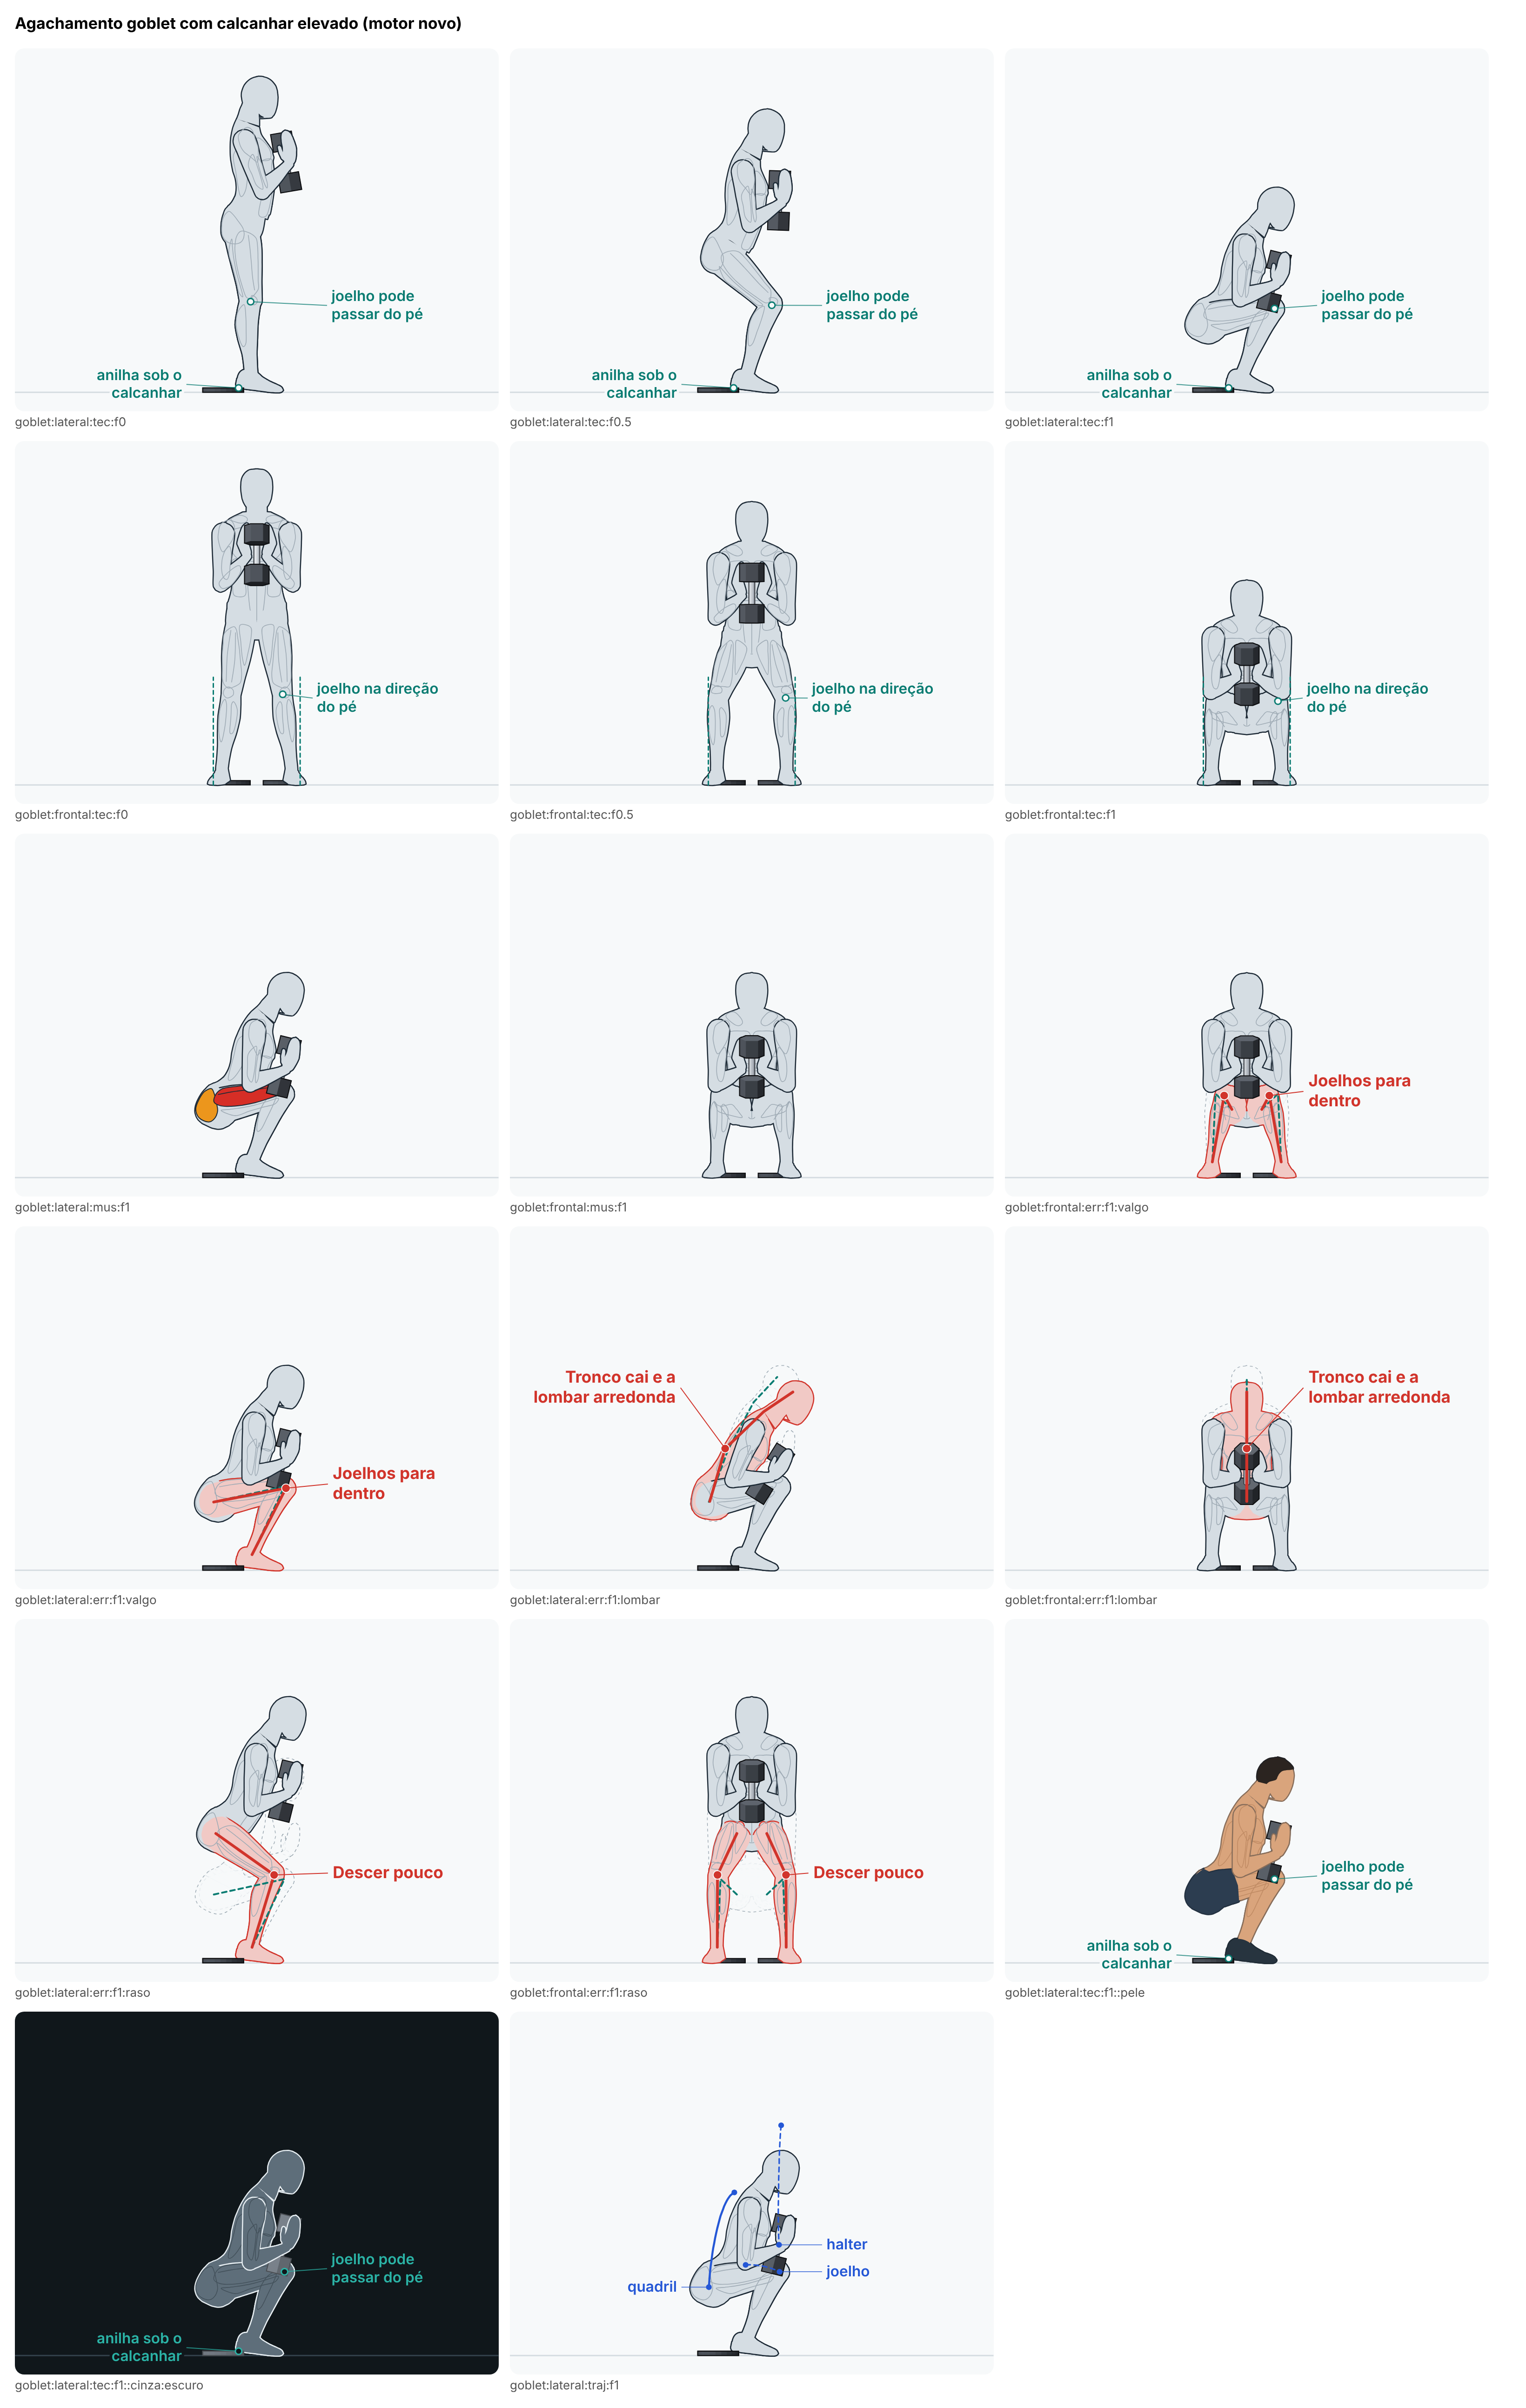 Agachamento goblet com calcanhar elevado (motor novo)
joelho pode
passar do pé
anilha sob o
calcanhar
goblet:lateral:tec:f0
joelho pode
passar do pé
anilha sob o
calcanhar
goblet:lateral:tec:f0.5
joelho pode
passar do pé
anilha sob o
calcanhar
goblet:lateral:tec:f1
joelho na direção
do pé
goblet:frontal:tec:f0
joelho na direção
do pé
goblet:frontal:tec:f0.5
joelho na direção
do pé
goblet:frontal:tec:f1
goblet:lateral:mus:f1
goblet:frontal:mus:f1
Joelhos para
dentro
goblet:frontal:err:f1:valgo
Joelhos para
dentro
goblet:lateral:err:f1:valgo
Tronco cai e a
lombar arredonda
goblet:lateral:err:f1:lombar
Tronco cai e a
lombar arredonda
goblet:frontal:err:f1:lombar
Descer pouco
goblet:lateral:err:f1:raso
Descer pouco
goblet:frontal:err:f1:raso
joelho pode
passar do pé
anilha sob o
calcanhar
goblet:lateral:tec:f1::pele
joelho pode
passar do pé
anilha sob o
calcanhar
goblet:lateral:tec:f1::cinza:escuro
halter
joelho
quadril
goblet:lateral:traj:f1